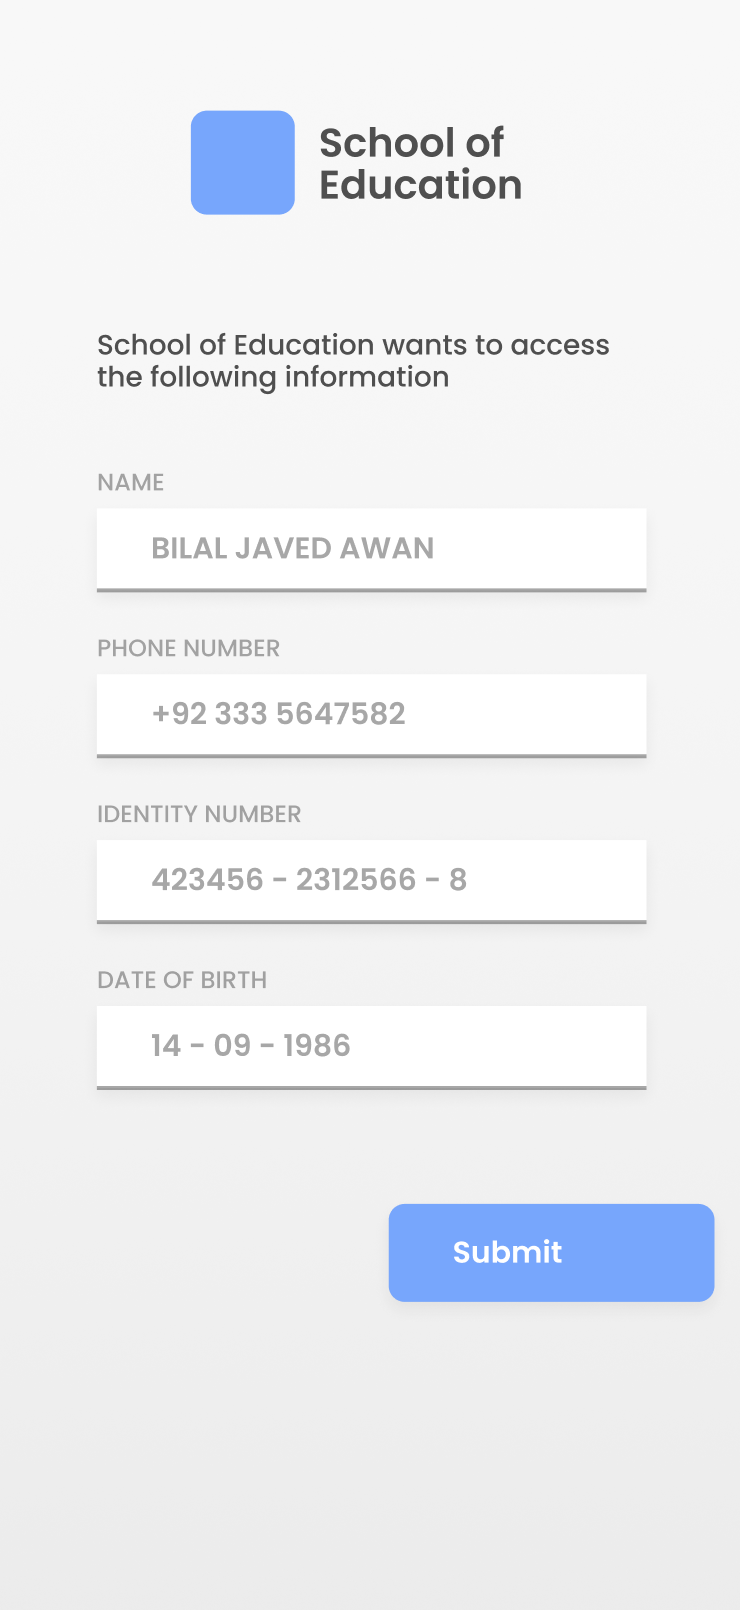 School of
Education
School of Education wants to access
the following information
NAME
BILAL JAVED AWAN
PHONE NUMBER
+92 333 5647582
IDENTITY NUMBER
423456 - 2312566 - 8
DATE OF BIRTH
14 - 09 - 1986
Submit